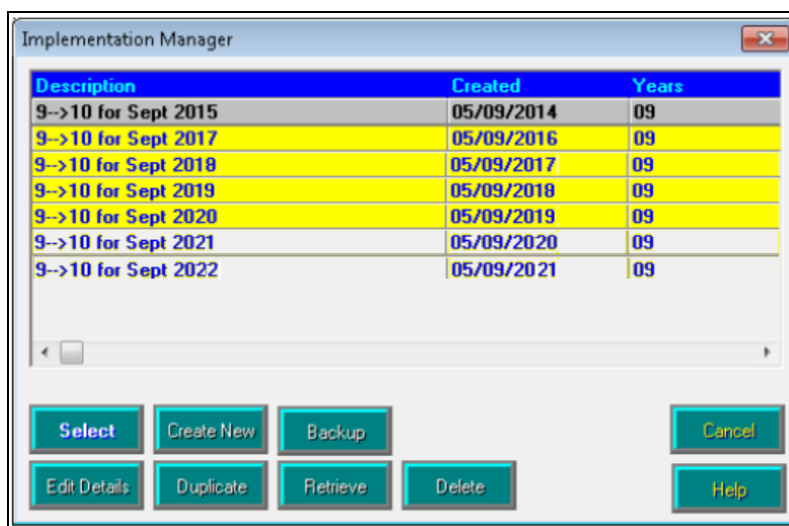 Implementation Manager
Description Created Years
9-->10 for Sept 2015 05/09/2014 09
9-->10 for Sept 2017 05/09/2016 09
9-->10 for Sept 2018 05/09/2017 09
9-->10 for Sept 2019 05/09/2018 09
9-->10 for Sept 2020 05/09/2019 09
9-->10 for Sept 2021 05/09/2020 09
9-->10 for Sept 2022 05/09/2021 09
Select Create New Backup Cancel
Edit Details Duplicate Retrieve Delete Help